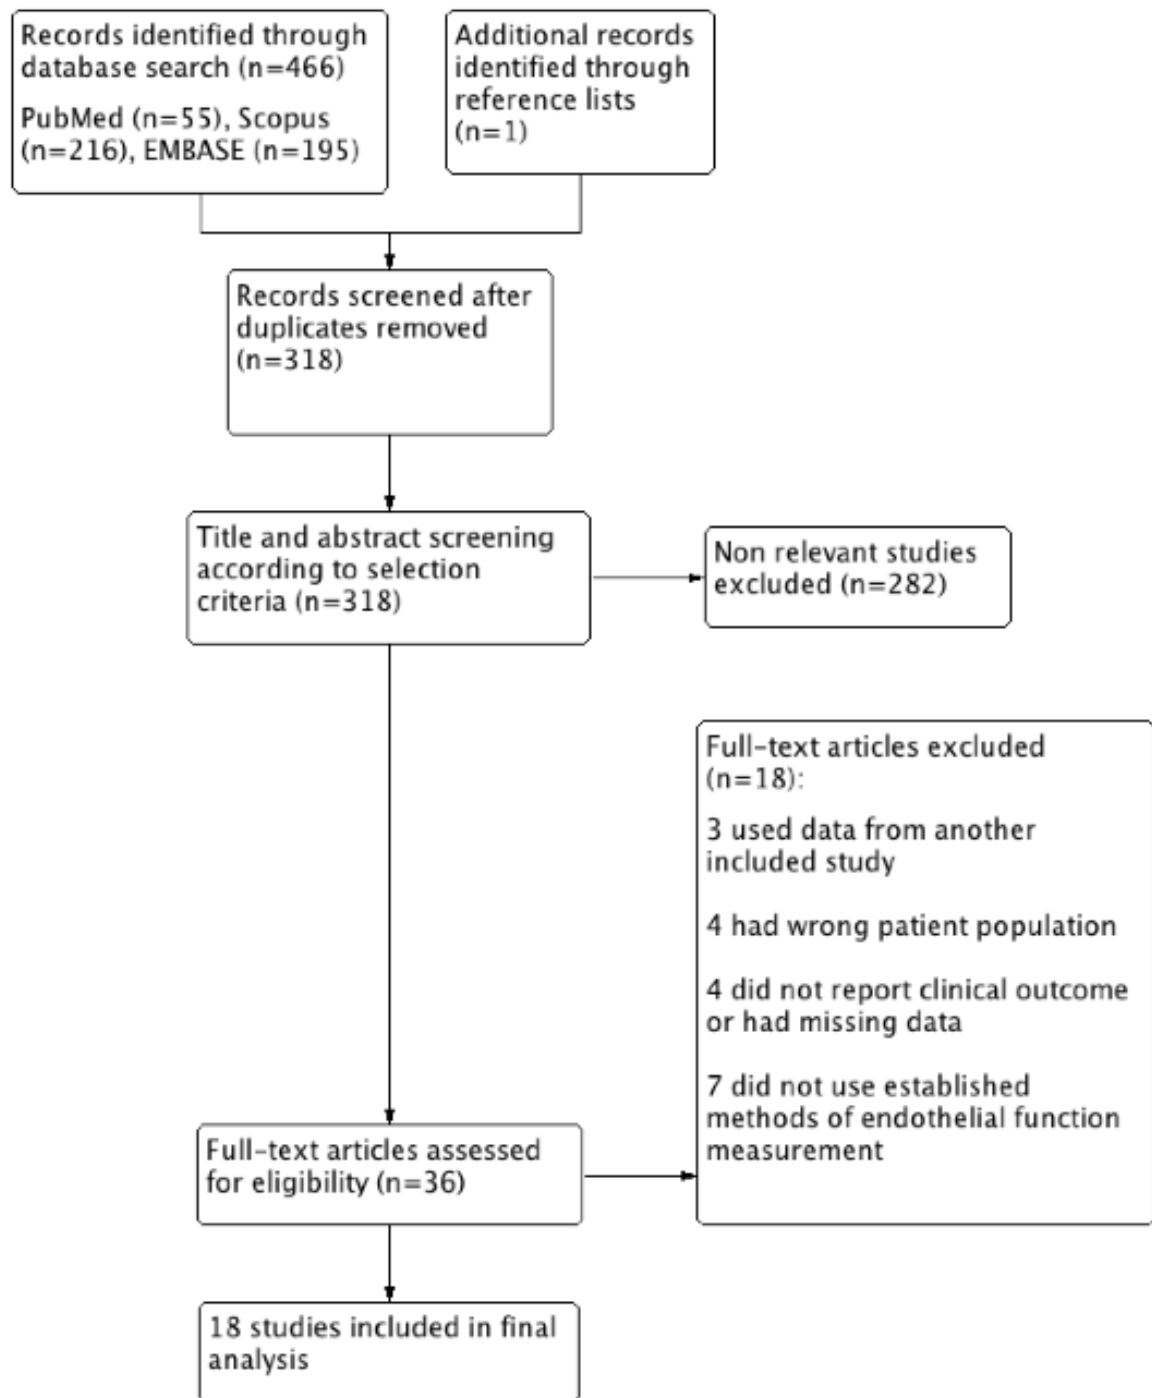 Records identified through
database search (n=466)
PubMed (n=55), Scopus
(n=216), EMBASE (n=195)
Additional records
identified through
reference lists
(n=1)
Records screened after
duplicates removed
(n=318)
Title and abstract screening
according to selection
criteria (n=318)
Non relevant studies
excluded (n=282)
Full-text articles excluded
(n=18):
3 used data from another
included study
4 had wrong patient population
4 did not report clinical outcome
or had missing data
7 did not use established
methods of endothelial function
measurement
Full-text articles assessed
for eligibility (n=36)
18 studies included in final
analysis